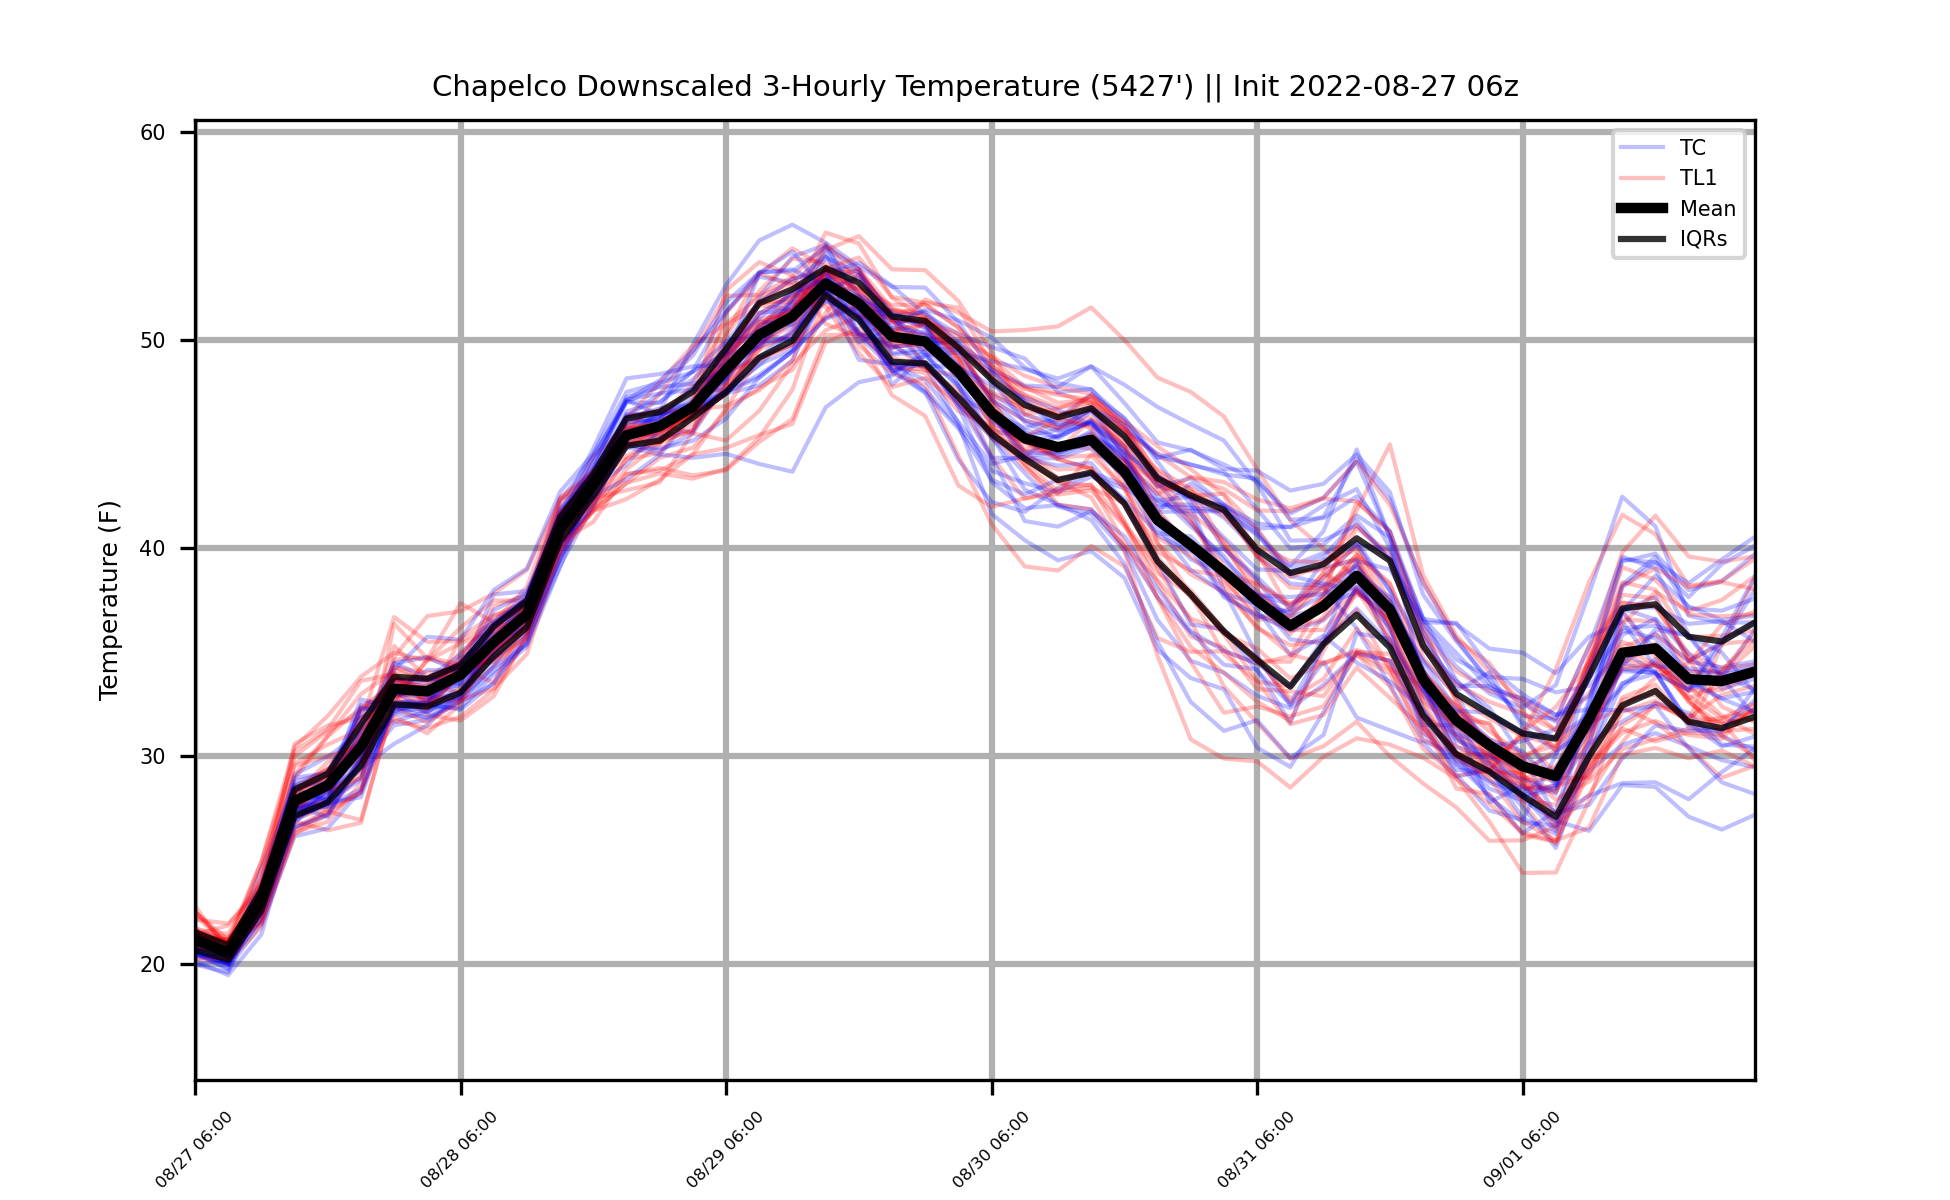 Chapelco Downscaled 3-Hourly Temperature (5427') || Init 2022-08-27 06z
Temperature (F)
60
50
40
30
20
TC
TL1
Mean
IQRs
08/27 06:00
08/28 06:00
08/29 06:00
08/30 06:00
08/31 06:00
09/01 06:00